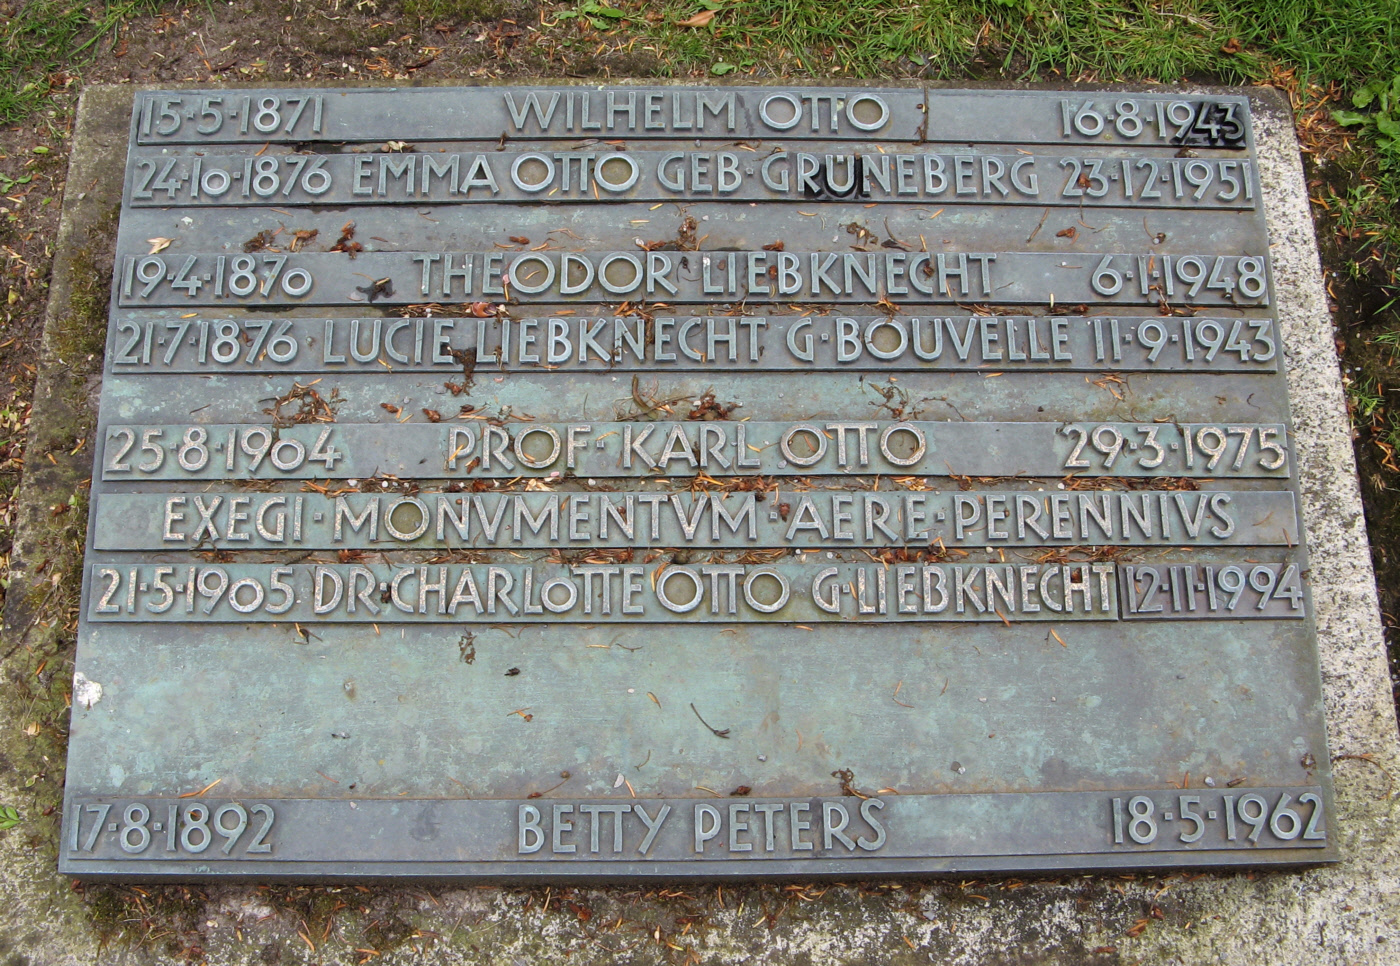 15·5·1871 WILHELM OTTO 16·8·1943
24·10·1876 EMMA OTTO GEB·GRÜNEBERG 23·12·1951
19·4·1870 THEODOR LIEBKNECHT 6·1·1948
21·7·1876 LUCIE LIEBKNECHT G·BOUVELLE 11·9·1943
25·8·1904 PROF·KARL OTTO 29·3·1975
EXEGI·MONVMENTVM·AERE·PERENNIVS
21·5·1905 DR·CHARLOTTE OTTO G·LIEBKNECHT 12·11·1994
17·8·1892 BETTY PETERS 18·5·1962